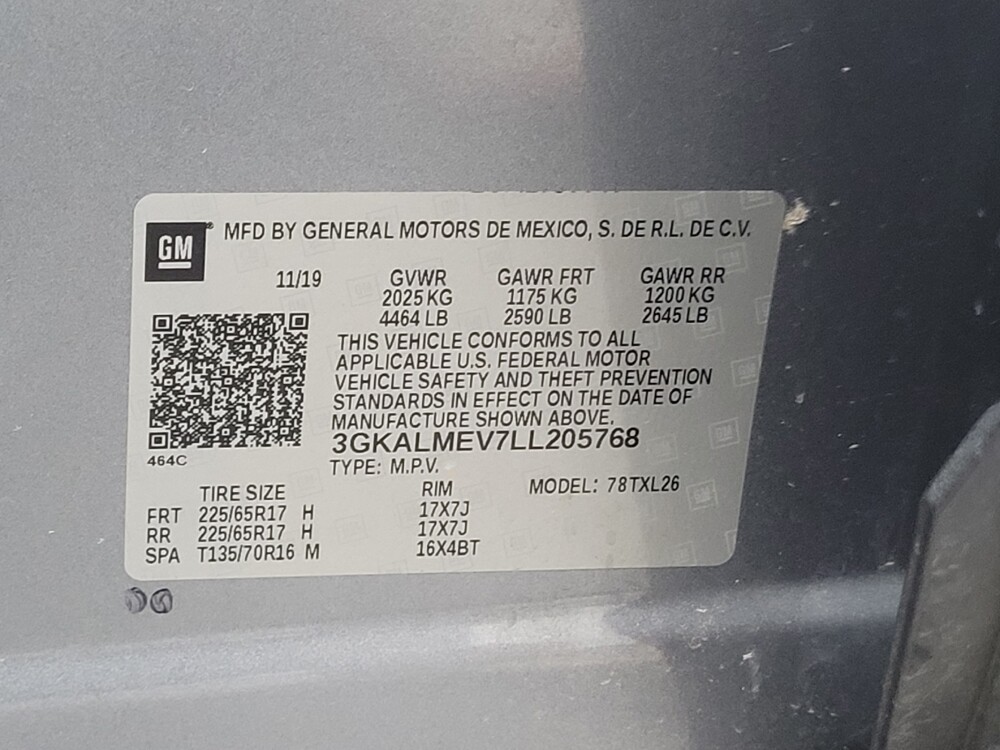 GM
MFD BY GENERAL MOTORS DE MEXICO, S. DE R.L. DE C.V.
11/19 GVWR GAWR FRT GAWR RR
2025 KG 1175 KG 1200 KG
4464 LB 2590 LB 2645 LB
THIS VEHICLE CONFORMS TO ALL
APPLICABLE U.S. FEDERAL MOTOR
VEHICLE SAFETY AND THEFT PREVENTION
STANDARDS IN EFFECT ON THE DATE OF
MANUFACTURE SHOWN ABOVE.
3GKALMEV7LL205768
464C
TYPE: M.P.V.
TIRE SIZE RIM MODEL: 78TXL26
FRT 225/65R17 H 17X7J
RR 225/65R17 H 17X7J
SPA T135/70R16 M 16X4BT